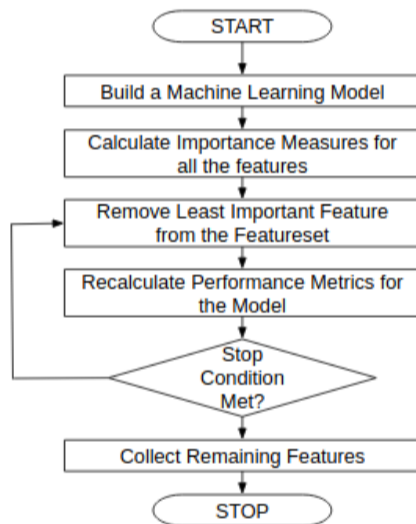 START
Build a Machine Learning Model
Calculate Importance Measures for
all the features
Remove Least Important Feature
from the Featureset
Recalculate Performance Metrics for
the Model
Stop
Condition
Met?
Collect Remaining Features
STOP